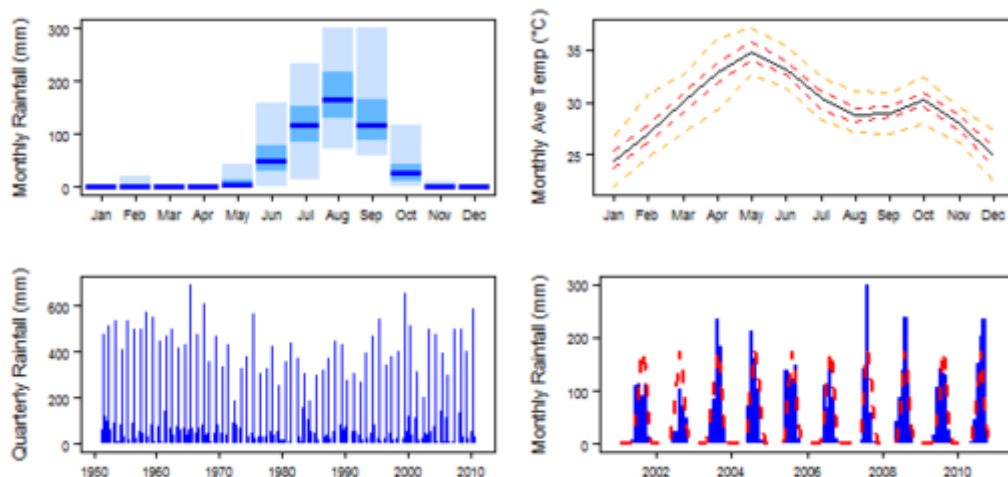 Monthly Rainfall (mm)
300
200
100
0
Jan Feb Mar Apr May Jun Jul Aug Sep Oct Nov Dec
Monthly Ave Temp (°C)
35
30
25
Jan Feb Mar Apr May Jun Jul Aug Sep Oct Nov Dec
Quarterly Rainfall (mm)
600
400
200
0
1950 1960 1970 1980 1990 2000 2010
Monthly Rainfall (mm)
300
200
100
0
2002 2004 2006 2008 2010